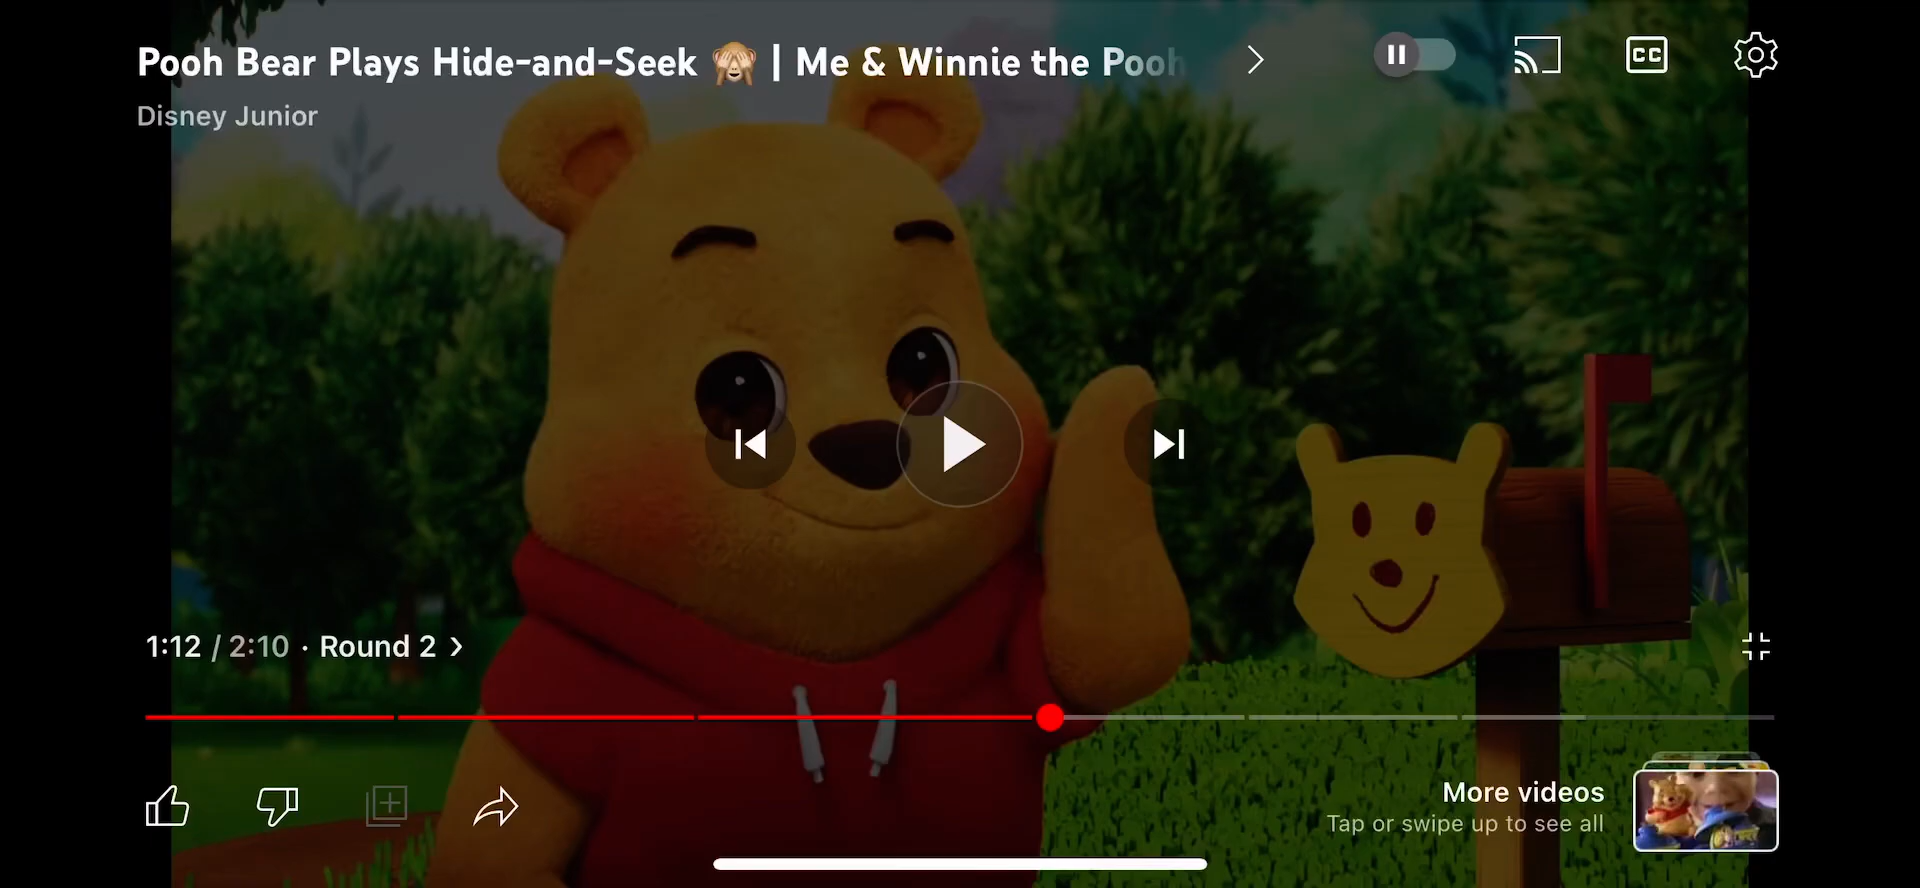 Pooh Bear Plays Hide-and-Seek 🙈 | Me & Winnie the Pooh
CC
Disney Junior
1:12 / 2:10 · Round 2 ›
More videos
Tap or swipe up to see all